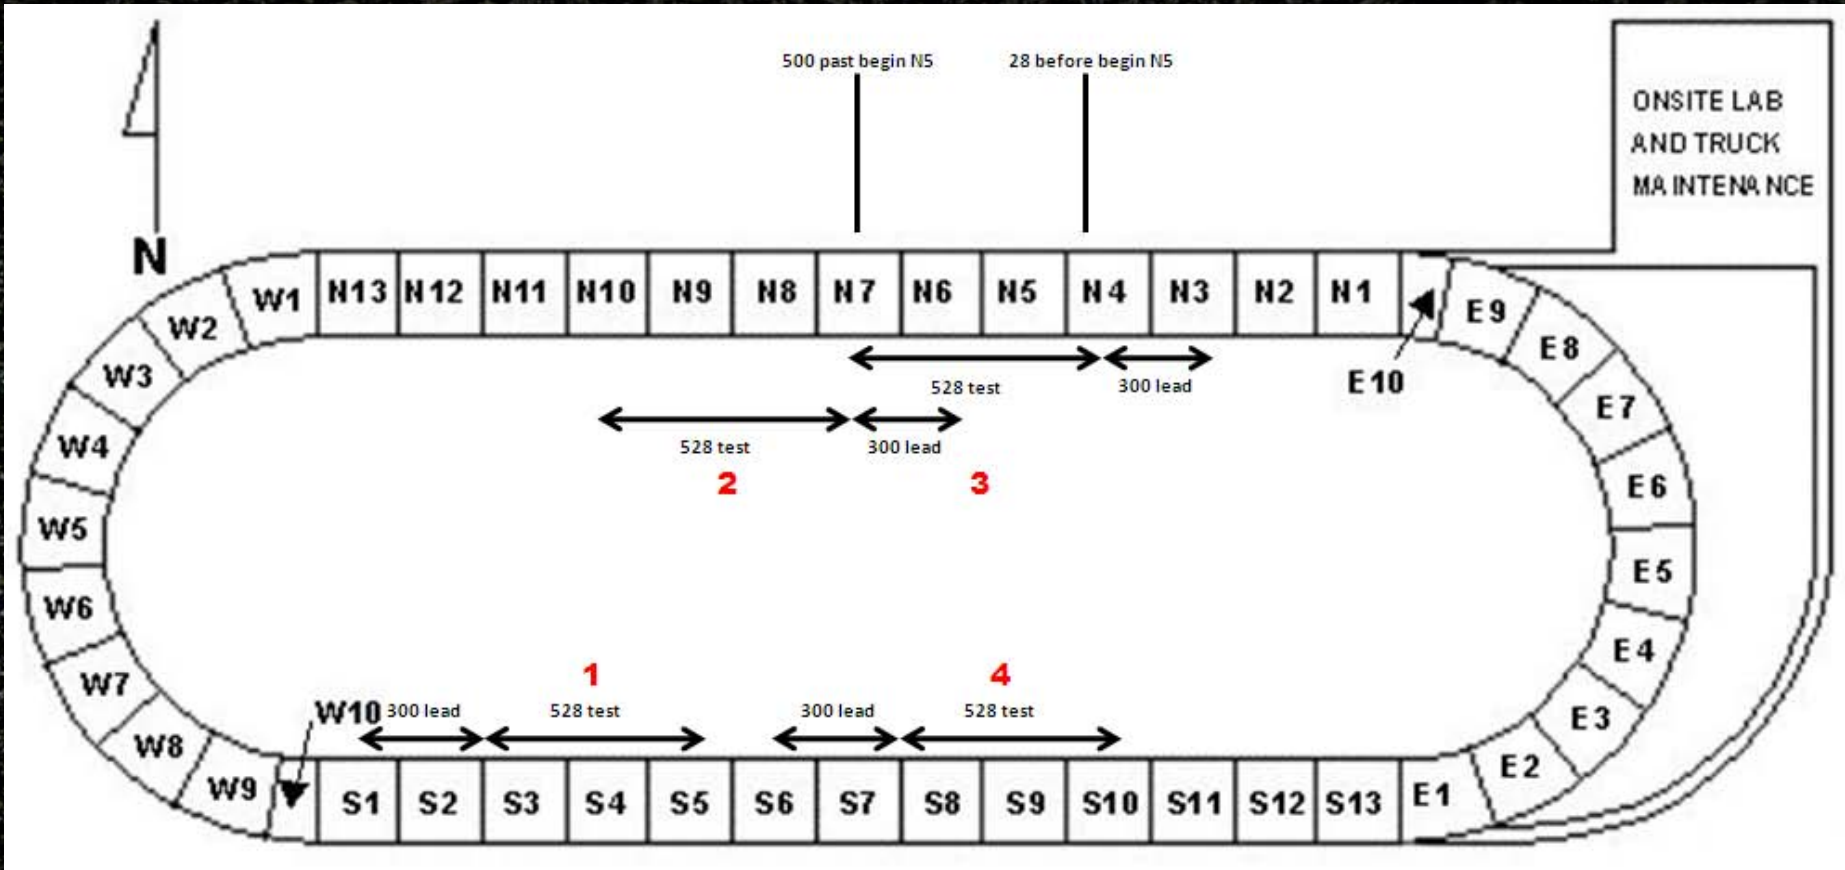 500 past begin N5
28 before begin N5
ONSITE LAB
AND TRUCK
MAINTENANCE
N
W1
N13
N12
N11
N10
N9
N8
N7
N6
N5
N4
N3
N2
N1
E9
W2
E8
W3
528 test
300 lead
E10
E7
W4
528 test
300 lead
2
3
E6
W5
E5
W6
E4
1
4
W7
W10
300 lead
528 test
300 lead
528 test
E3
W8
E2
W9
S1
S2
S3
S4
S5
S6
S7
S8
S9
S10
S11
S12
S13
E1